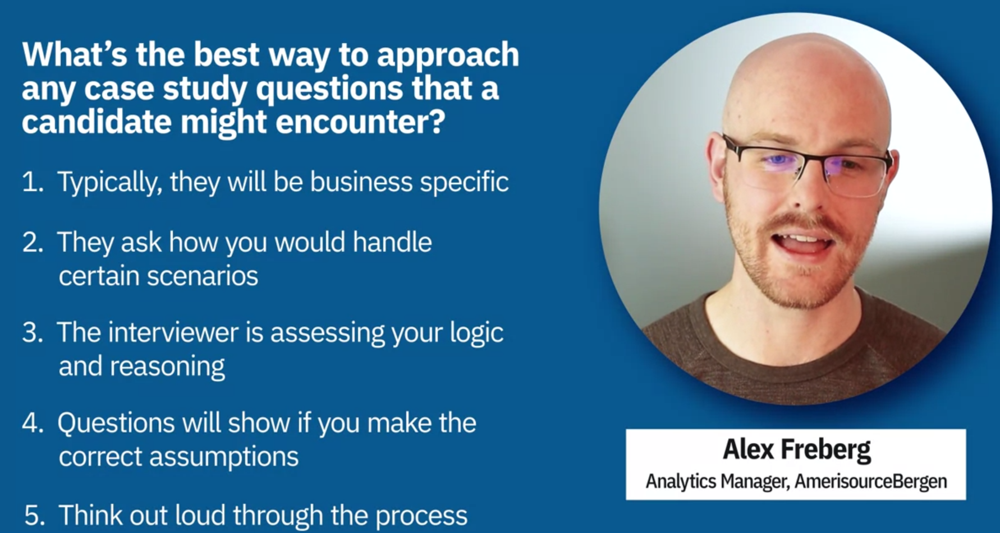 What's the best way to approach
any case study questions that a
candidate might encounter?
1. Typically, they will be business specific
2. They ask how you would handle
certain scenarios
3. The interviewer is assessing your logic
and reasoning
4. Questions will show if you make the
correct assumptions
5. Think out loud through the process
Alex Freberg
Analytics Manager, AmerisourceBergen